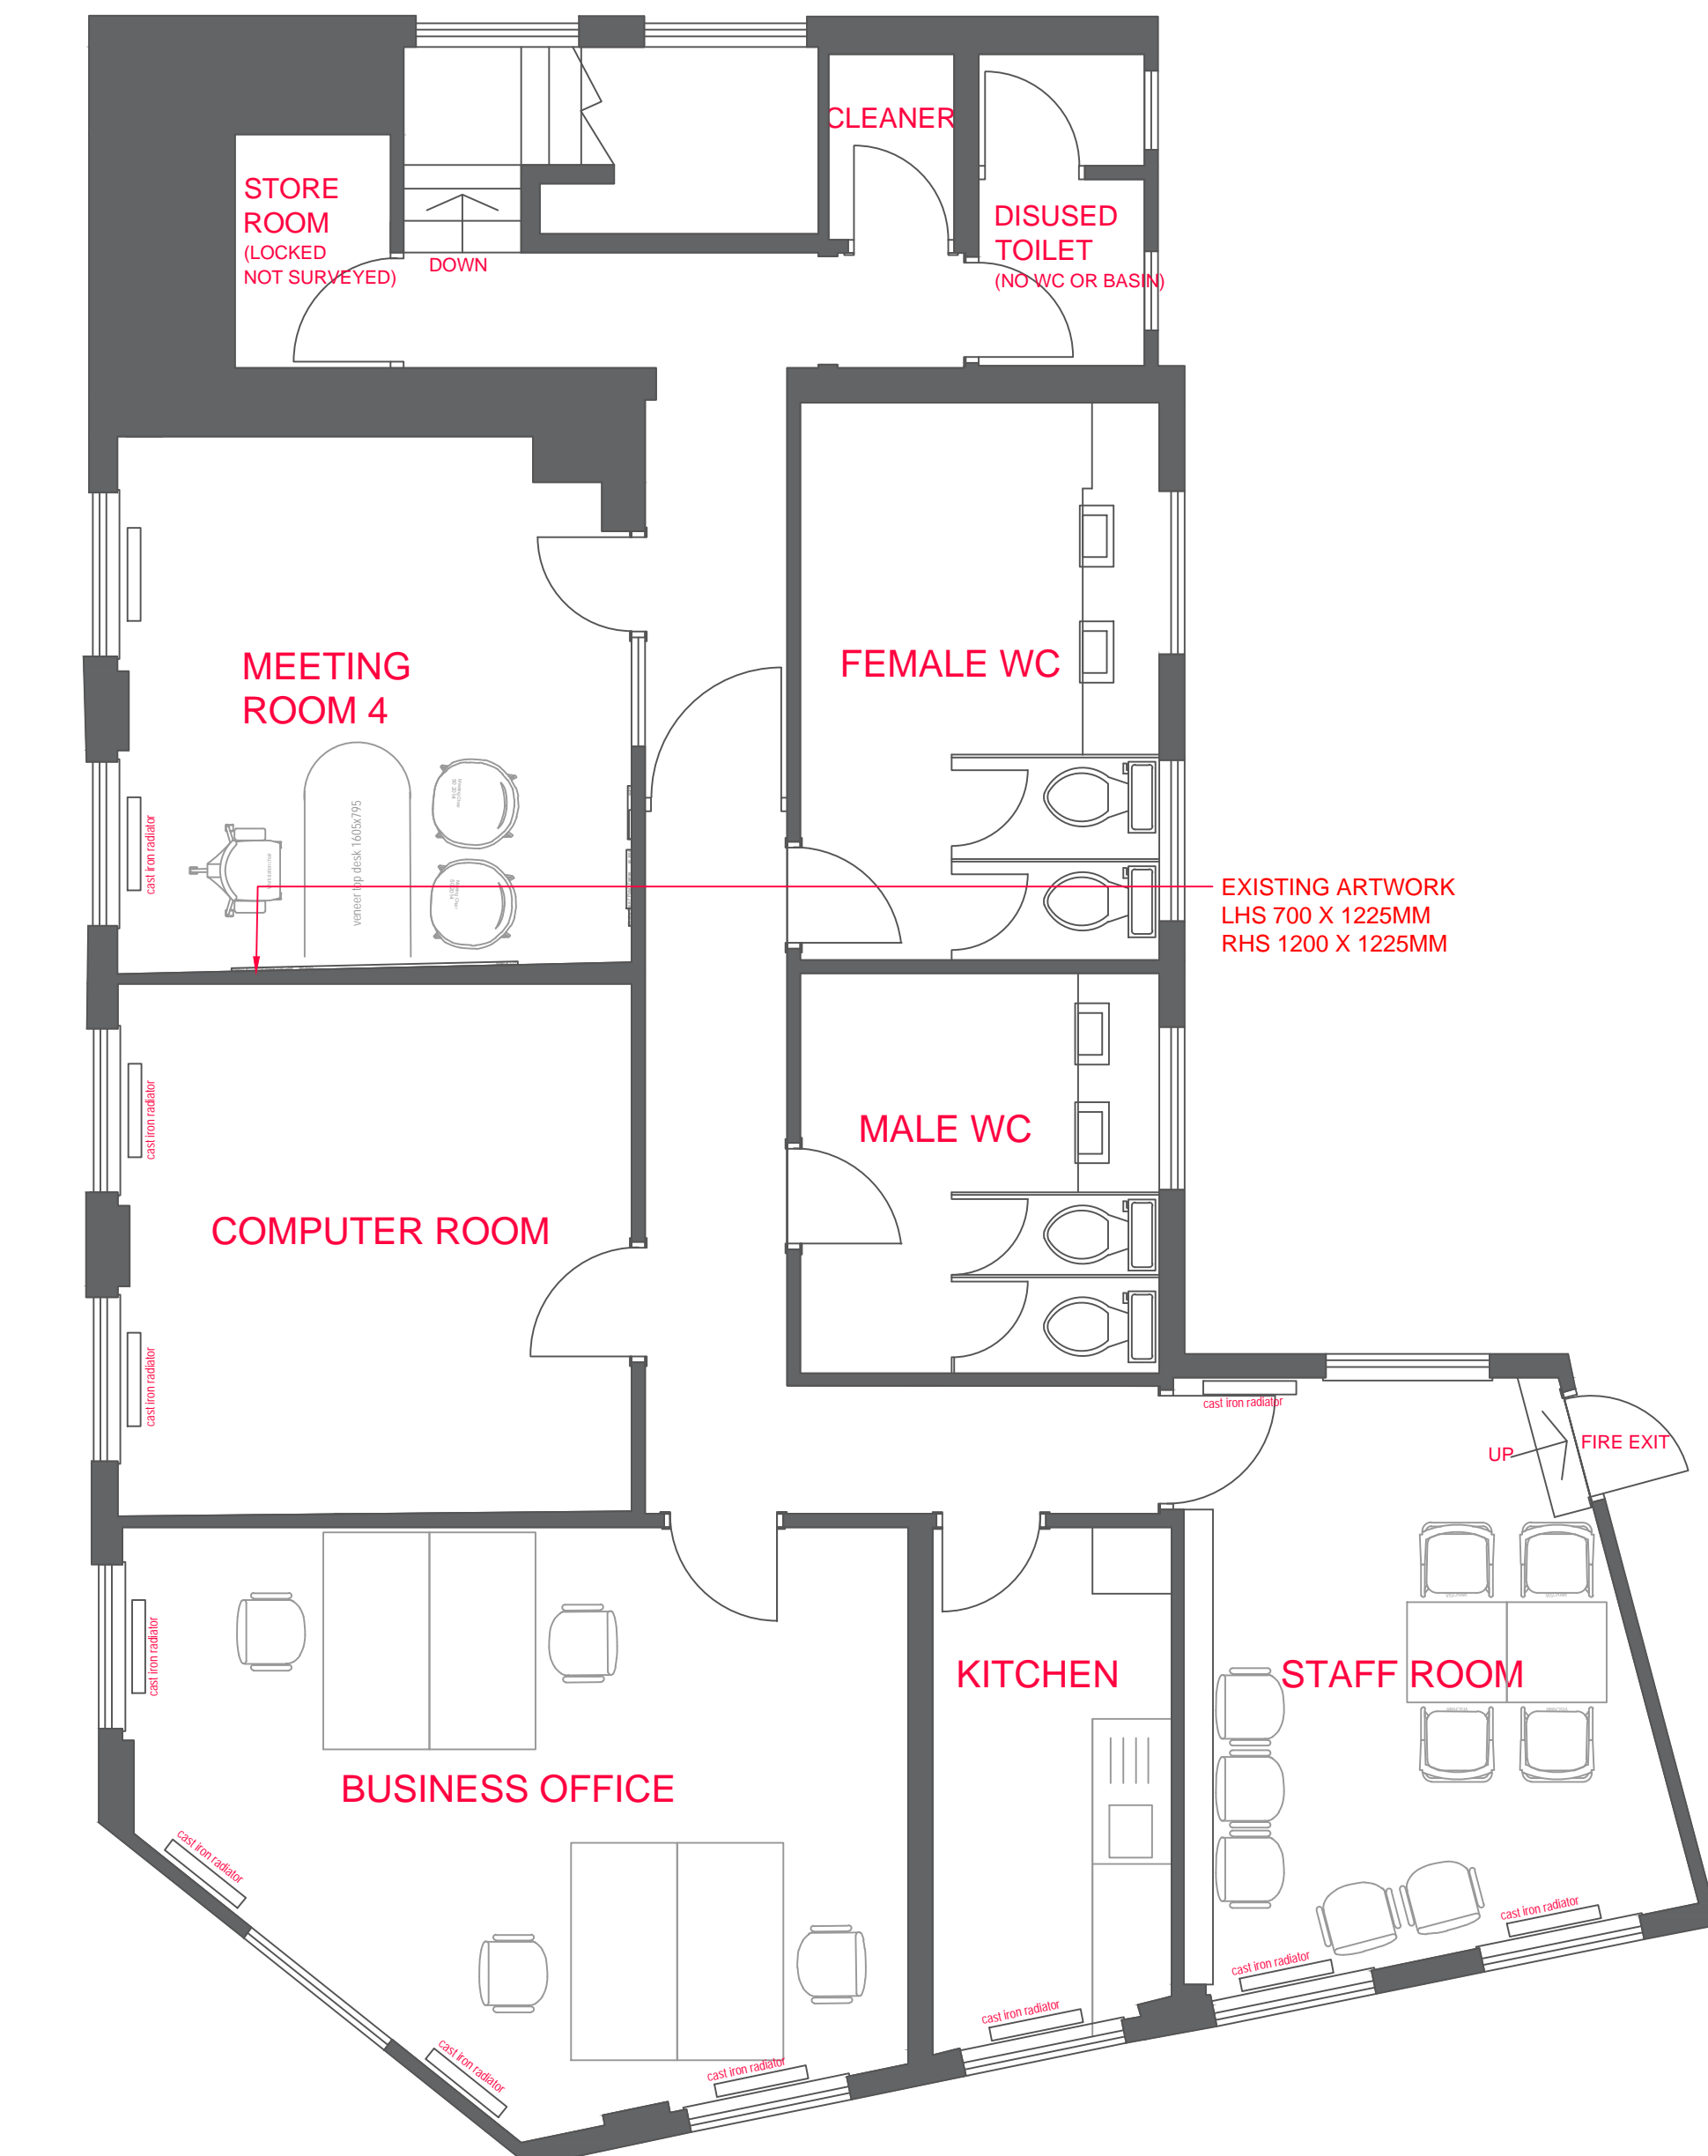 CLEANER
STORE
ROOM
(LOCKED
NOT SURVEYED)
DOWN
DISUSED
TOILET
(NO WC OR BASIN)
MEETING
ROOM 4
FEMALE WC
veneer top desk 1605x795
cast iron radiator
EXISTING ARTWORK
LHS 700 X 1225MM
RHS 1200 X 1225MM
cast iron radiator
MALE WC
COMPUTER ROOM
cast iron radiator
cast iron radiator
UP
FIRE EXIT
cast iron radiator
KITCHEN
STAFF ROOM
BUSINESS OFFICE
cast iron radiator
cast iron radiator
cast iron radiator
cast iron radiator
cast iron radiator
cast iron radiator